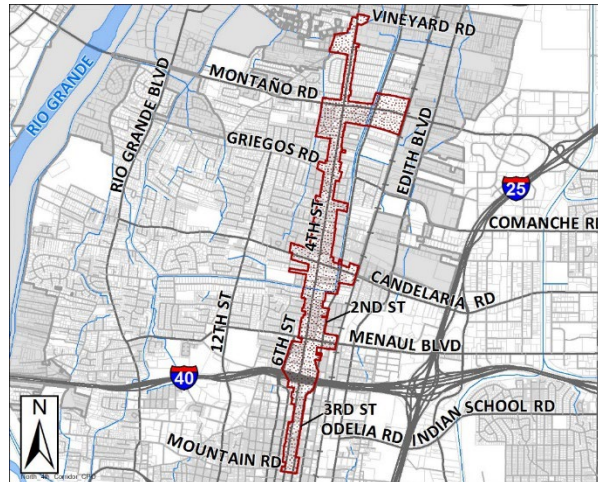 VINEYARD RD
MONTAÑO RD
RIO GRANDE
RIO GRANDE BLVD
GRIEGOS RD
EDITH BLVD
25
4TH ST
COMANCHE RD
CANDELARIA RD
12TH ST
2ND ST
6TH ST
MENAUL BLVD
40
3RD ST
ODELIA RD
INDIAN SCHOOL RD
N
MOUNTAIN RD
North_4th_Corridor_CPO